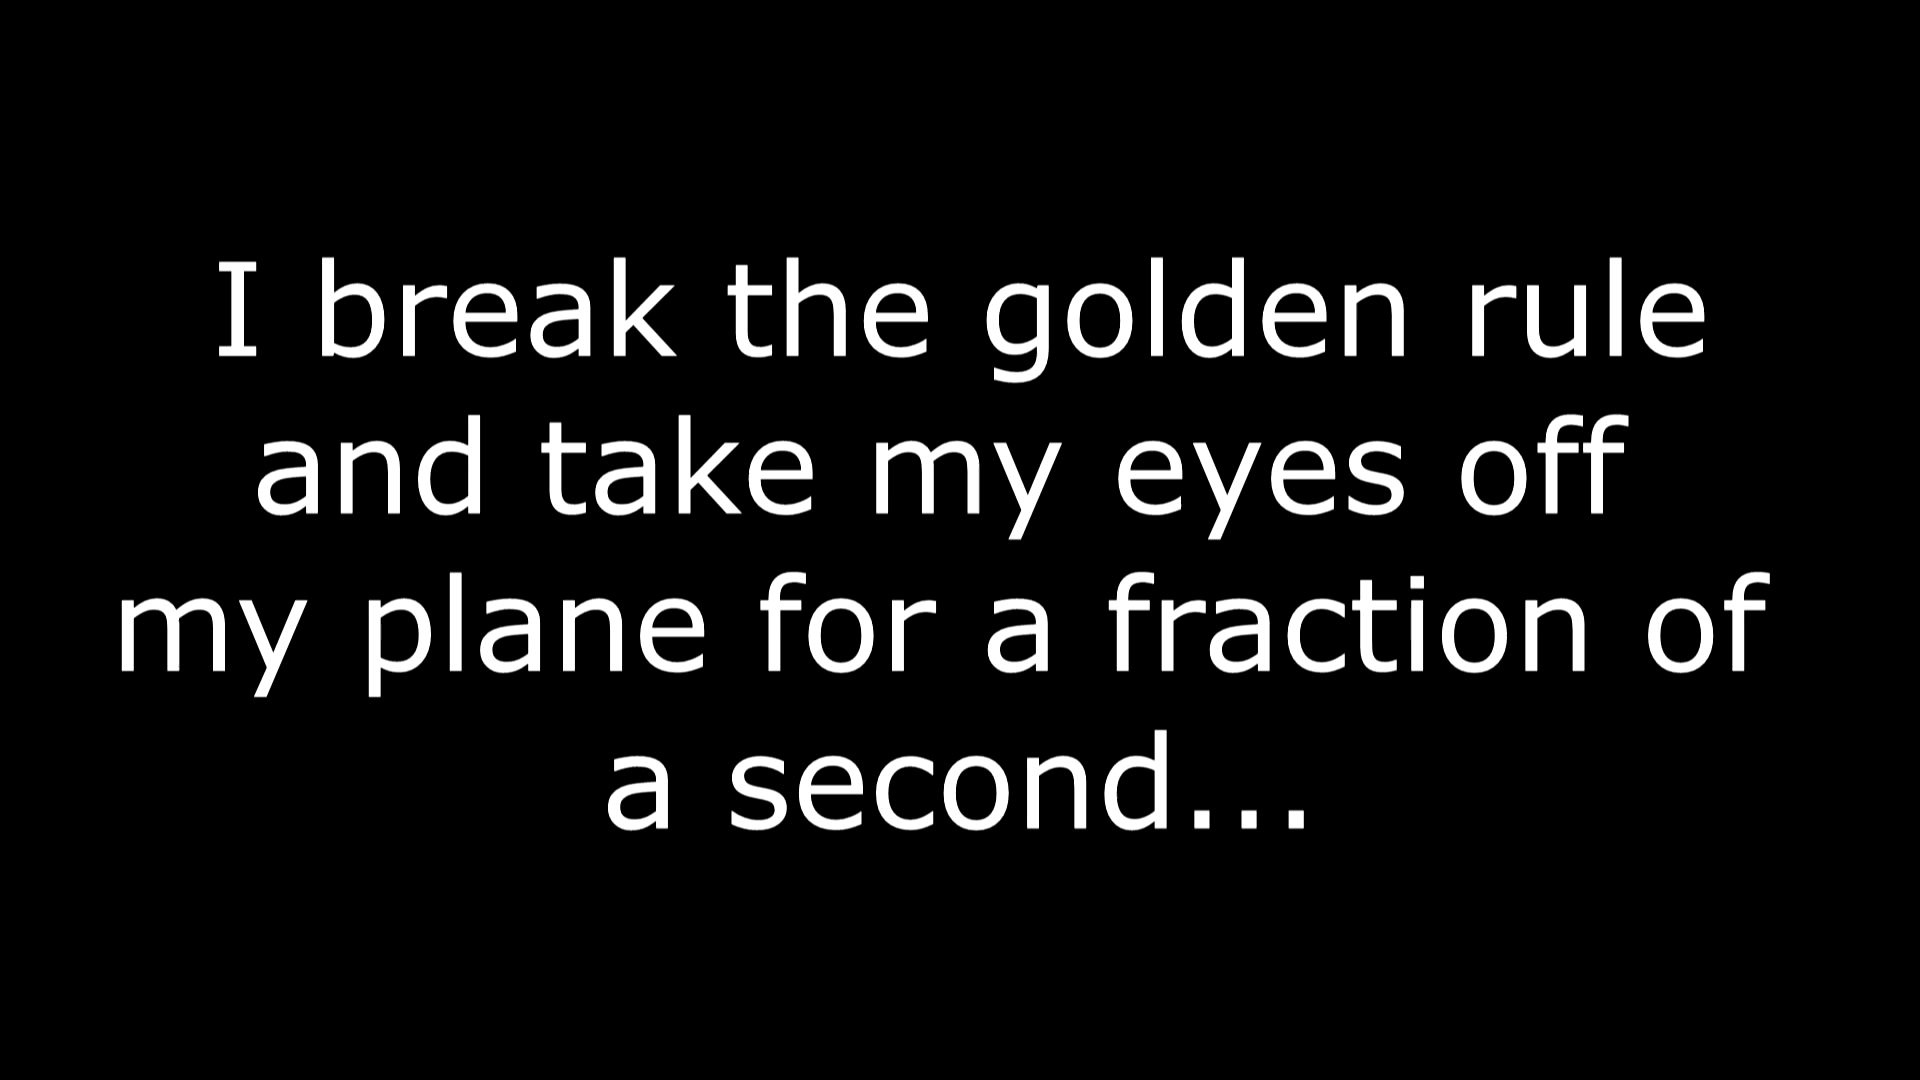 I break the golden rule
and take my eyes off
my plane for a fraction of
a second...